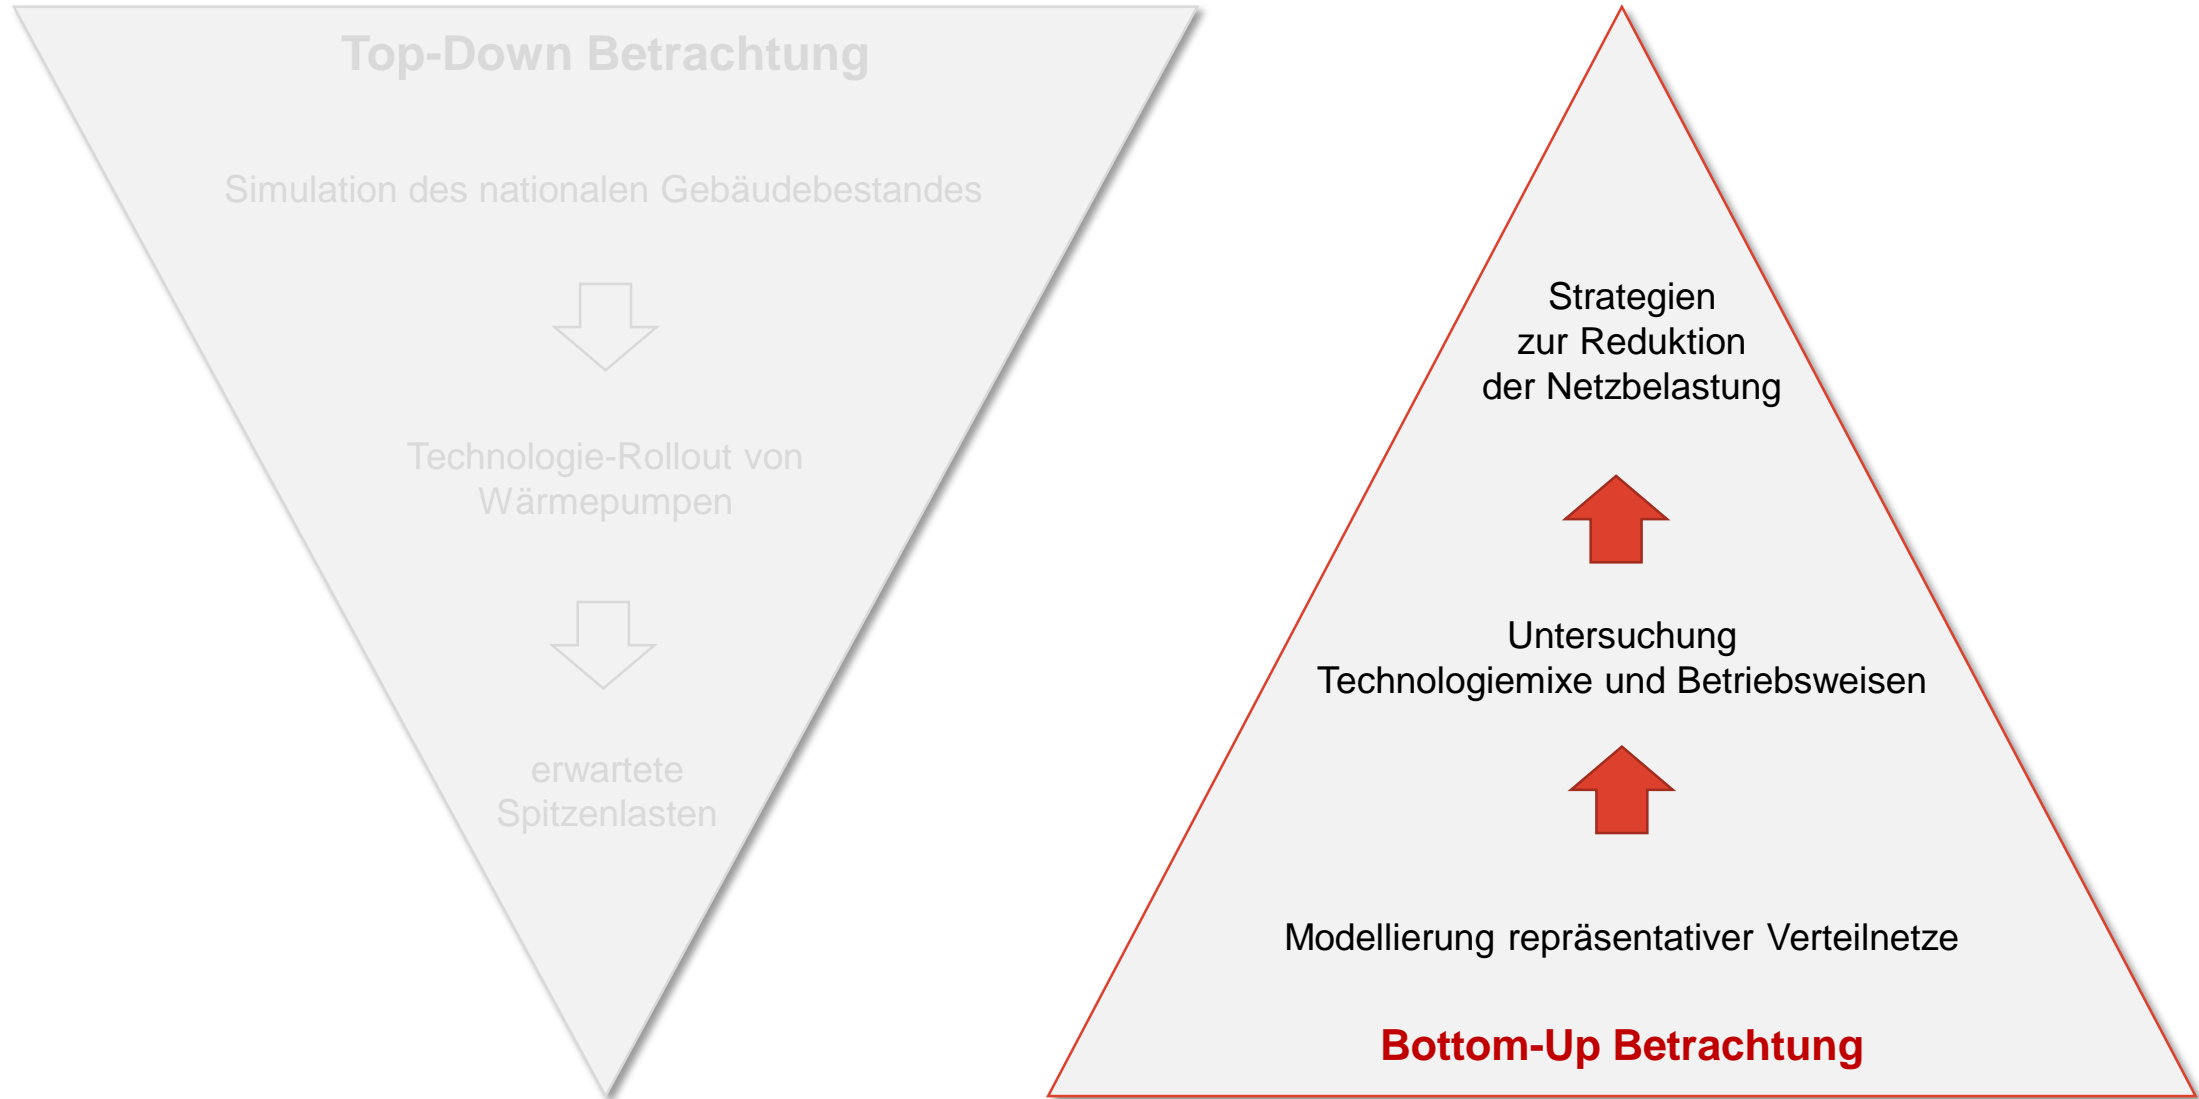 Top-Down Betrachtung
Simulation des nationalen Gebäudebestandes
Technologie-Rollout von
Wärmepumpen
erwartete
Spitzenlasten
Strategien
zur Reduktion
der Netzbelastung
Untersuchung
Technologiemixe und Betriebsweisen
Modellierung repräsentativer Verteilnetze
Bottom-Up Betrachtung